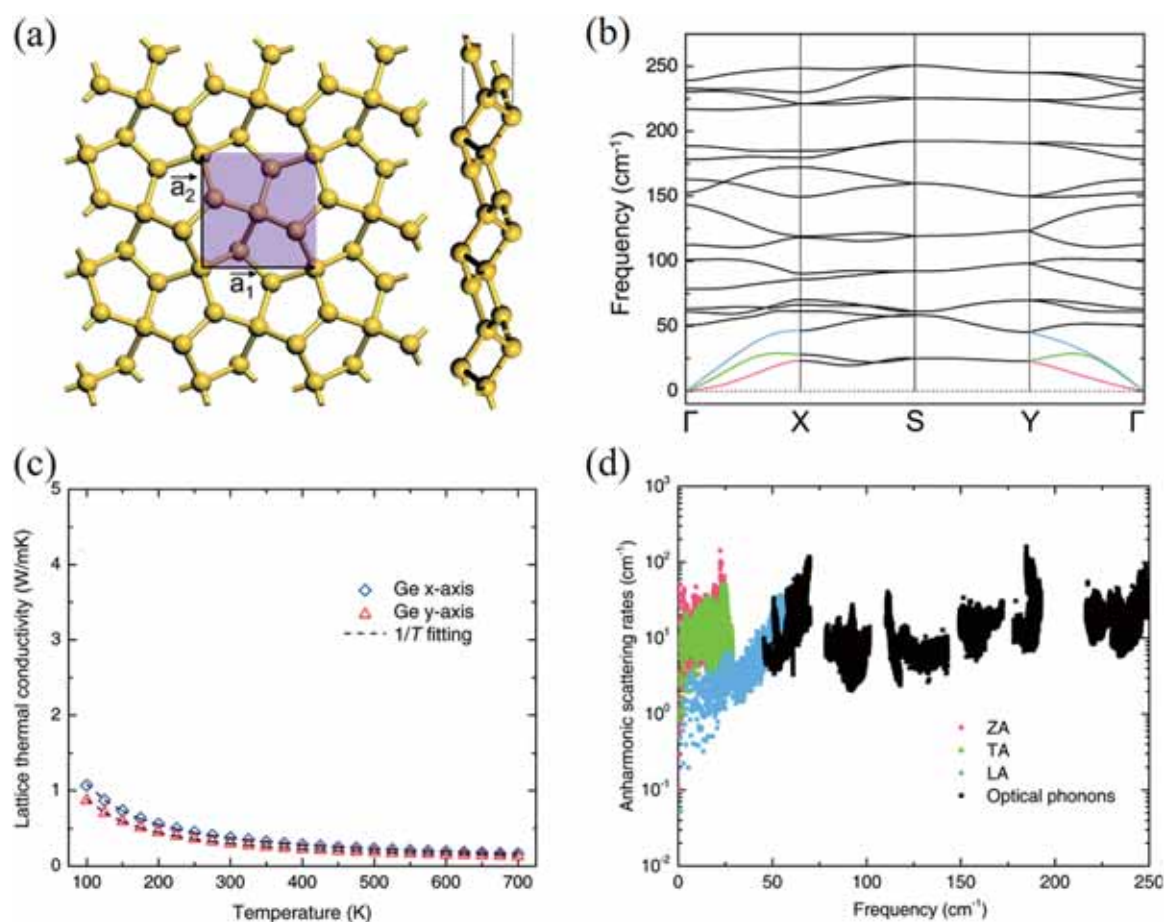 (a)
a₂
a₁
(b)
Frequency (cm⁻¹)
250
200
150
100
50
0
Γ X S Y Γ
(c)
Lattice thermal conductivity (W/mK)
5
4
3
2
1
0
Ge x-axis
Ge y-axis
1/T fitting
100 200 300 400 500 600 700
Temperature (K)
(d)
Anharmonic scattering rates (cm⁻¹)
10³
10²
10¹
10⁰
10⁻¹
10⁻²
ZA
TA
LA
Optical phonons
0 50 100 150 200 250
Frequency (cm⁻¹)